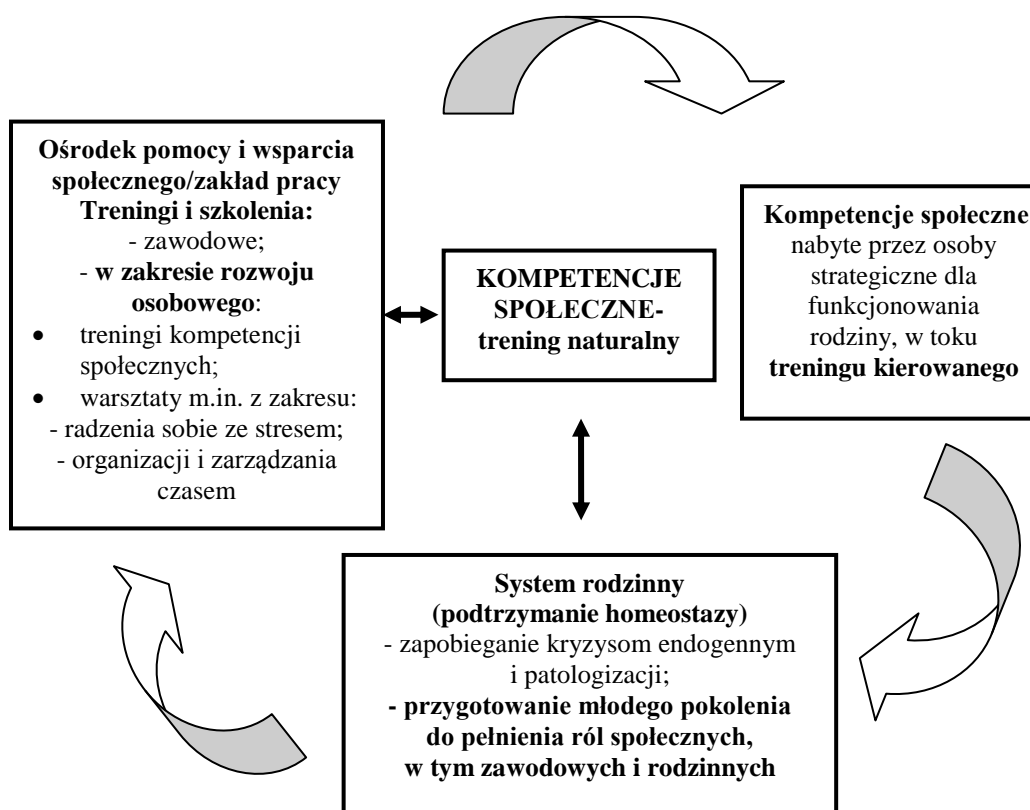 Ośrodek pomocy i wsparcia
społecznego/zakład pracy
Treningi i szkolenia:
- zawodowe;
- w zakresie rozwoju
osobowego:
• treningi kompetencji
społecznych;
• warsztaty m.in. z zakresu:
- radzenia sobie ze stresem;
- organizacji i zarządzania
czasem
KOMPETENCJE
SPOŁECZNE-
trening naturalny
Kompetencje społeczne
nabyte przez osoby
strategiczne dla
funkcjonowania
rodziny, w toku
treningu kierowanego
System rodzinny
(podtrzymanie homeostazy)
- zapobieganie kryzysom endogennym
i patologizacji;
- przygotowanie młodego pokolenia
do pełnienia ról społecznych,
w tym zawodowych i rodzinnych